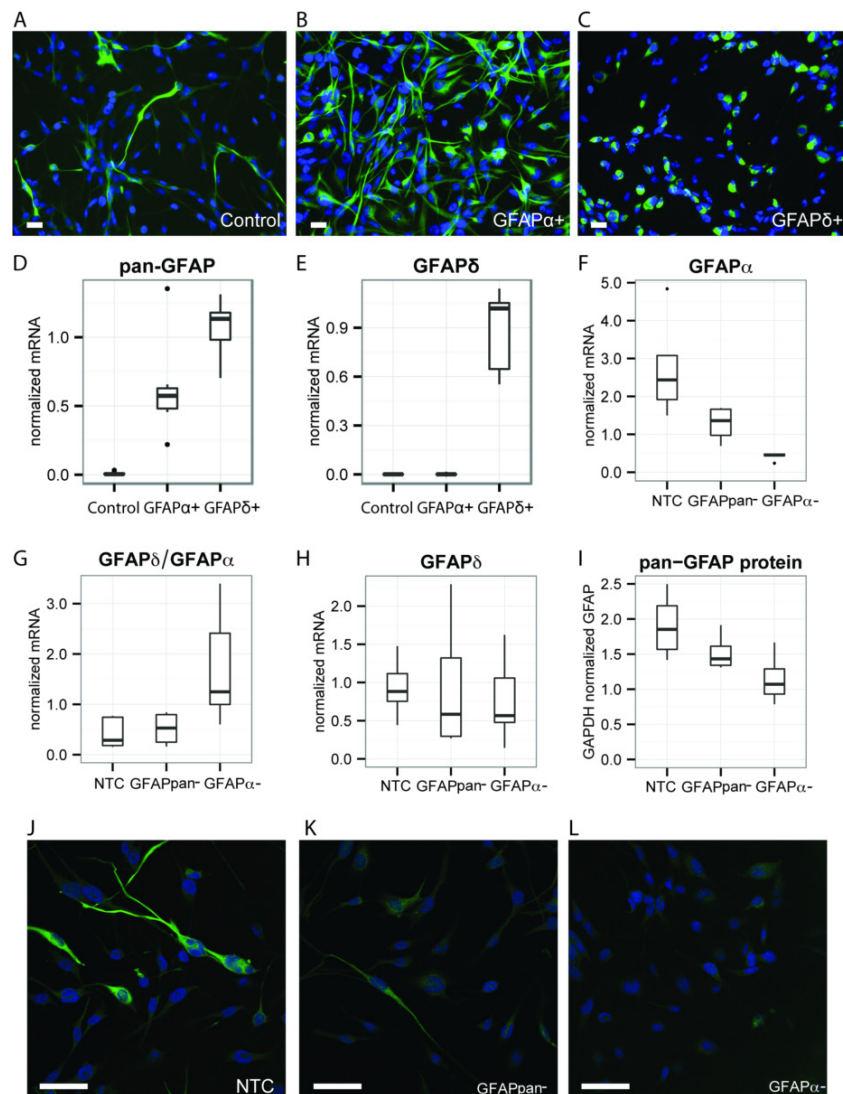 A
B
C
Control
GFAPα+
GFAPδ+
D
pan-GFAP
normalized mRNA
1.0
0.5
0.0
Control GFAPα+ GFAPδ+
E
GFAPδ
normalized mRNA
0.9
0.6
0.3
0.0
Control GFAPα+ GFAPδ+
F
GFAPα
normalized mRNA
5.0
4.0
3.0
2.0
1.0
0.0
NTC GFAPpan- GFAPα-
G
GFAPδ/GFAPα
normalized mRNA
3.0
2.0
1.0
0.0
NTC GFAPpan- GFAPα-
H
GFAPδ
normalized mRNA
2.0
1.5
1.0
0.5
0.0
NTC GFAPpan- GFAPα-
I
pan−GFAP protein
GAPDH normalized GFAP
2.5
2.0
1.5
1.0
0.5
0.0
NTC GFAPpan- GFAPα-
J
K
L
NTC
GFAPpan-
GFAPα-